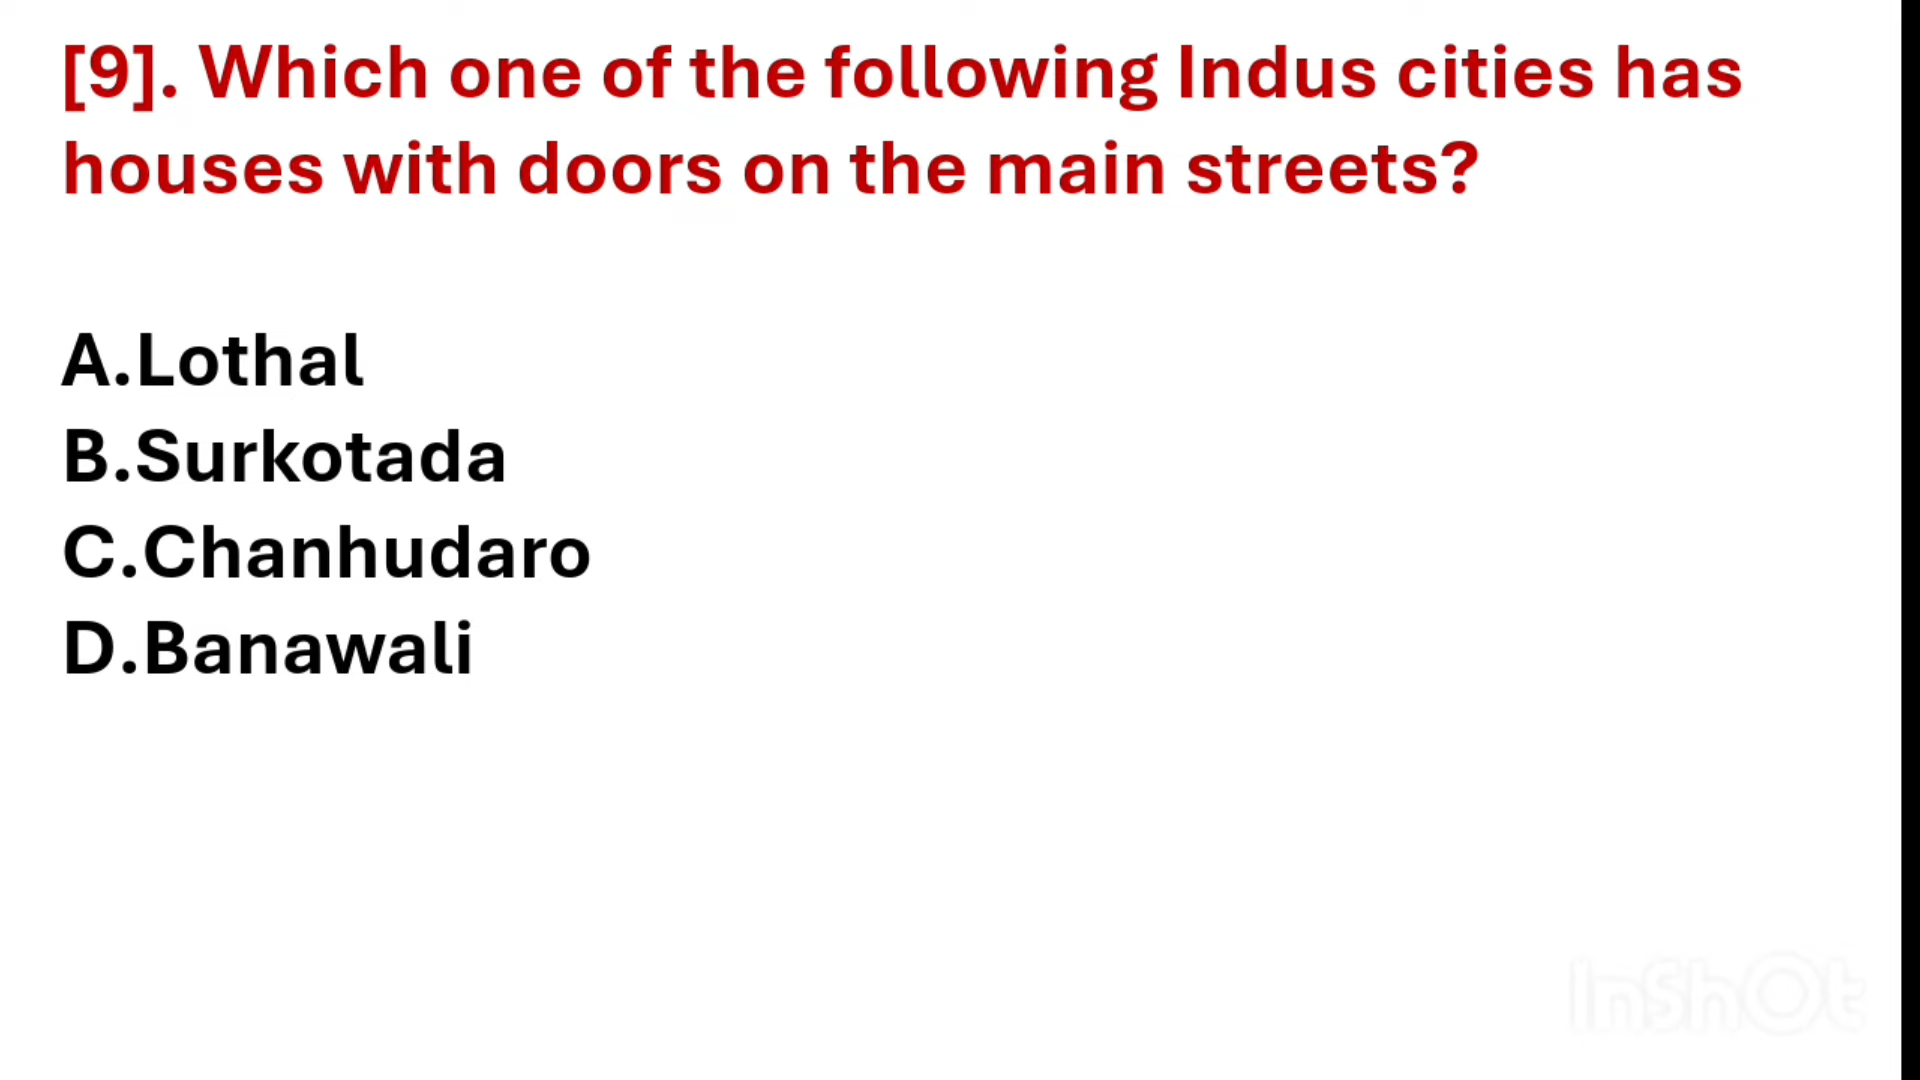 [9]. Which one of the following Indus cities has
houses with doors on the main streets?
A.Lothal
B.Surkotada
C.Chanhudaro
D.Banawali
InShOt